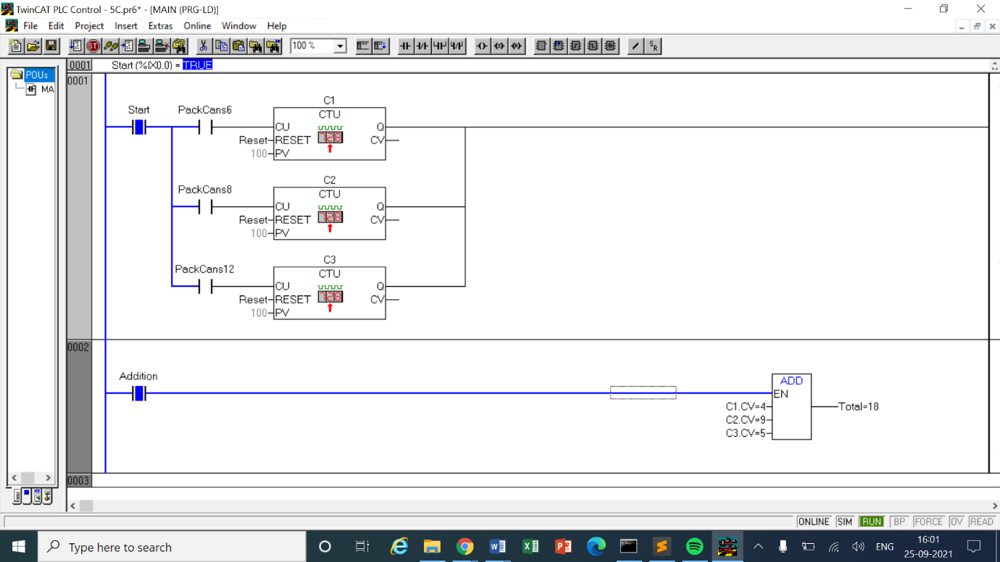 TwinCAT PLC Control - 5C.pr6* - [MAIN (PRG-LD)]
File Edit Project Insert Extras Online Window Help
100 %
0001 Start (%IX0.0) = TRUE
POUs
MA
0001
Start PackCans6
C1
CTU
CU Q
Reset RESET CV
100 PV
PackCans8
C2
CTU
CU Q
Reset RESET CV
100 PV
PackCans12
C3
CTU
CU Q
Reset RESET CV
100 PV
0002
Addition
ADD
EN
C1.CV=4 Total=18
C2.CV=9
C3.CV=5
0003
ONLINE SIM RUN BP FORCE OV READ
Type here to search
ENG
16:01
25-09-2021